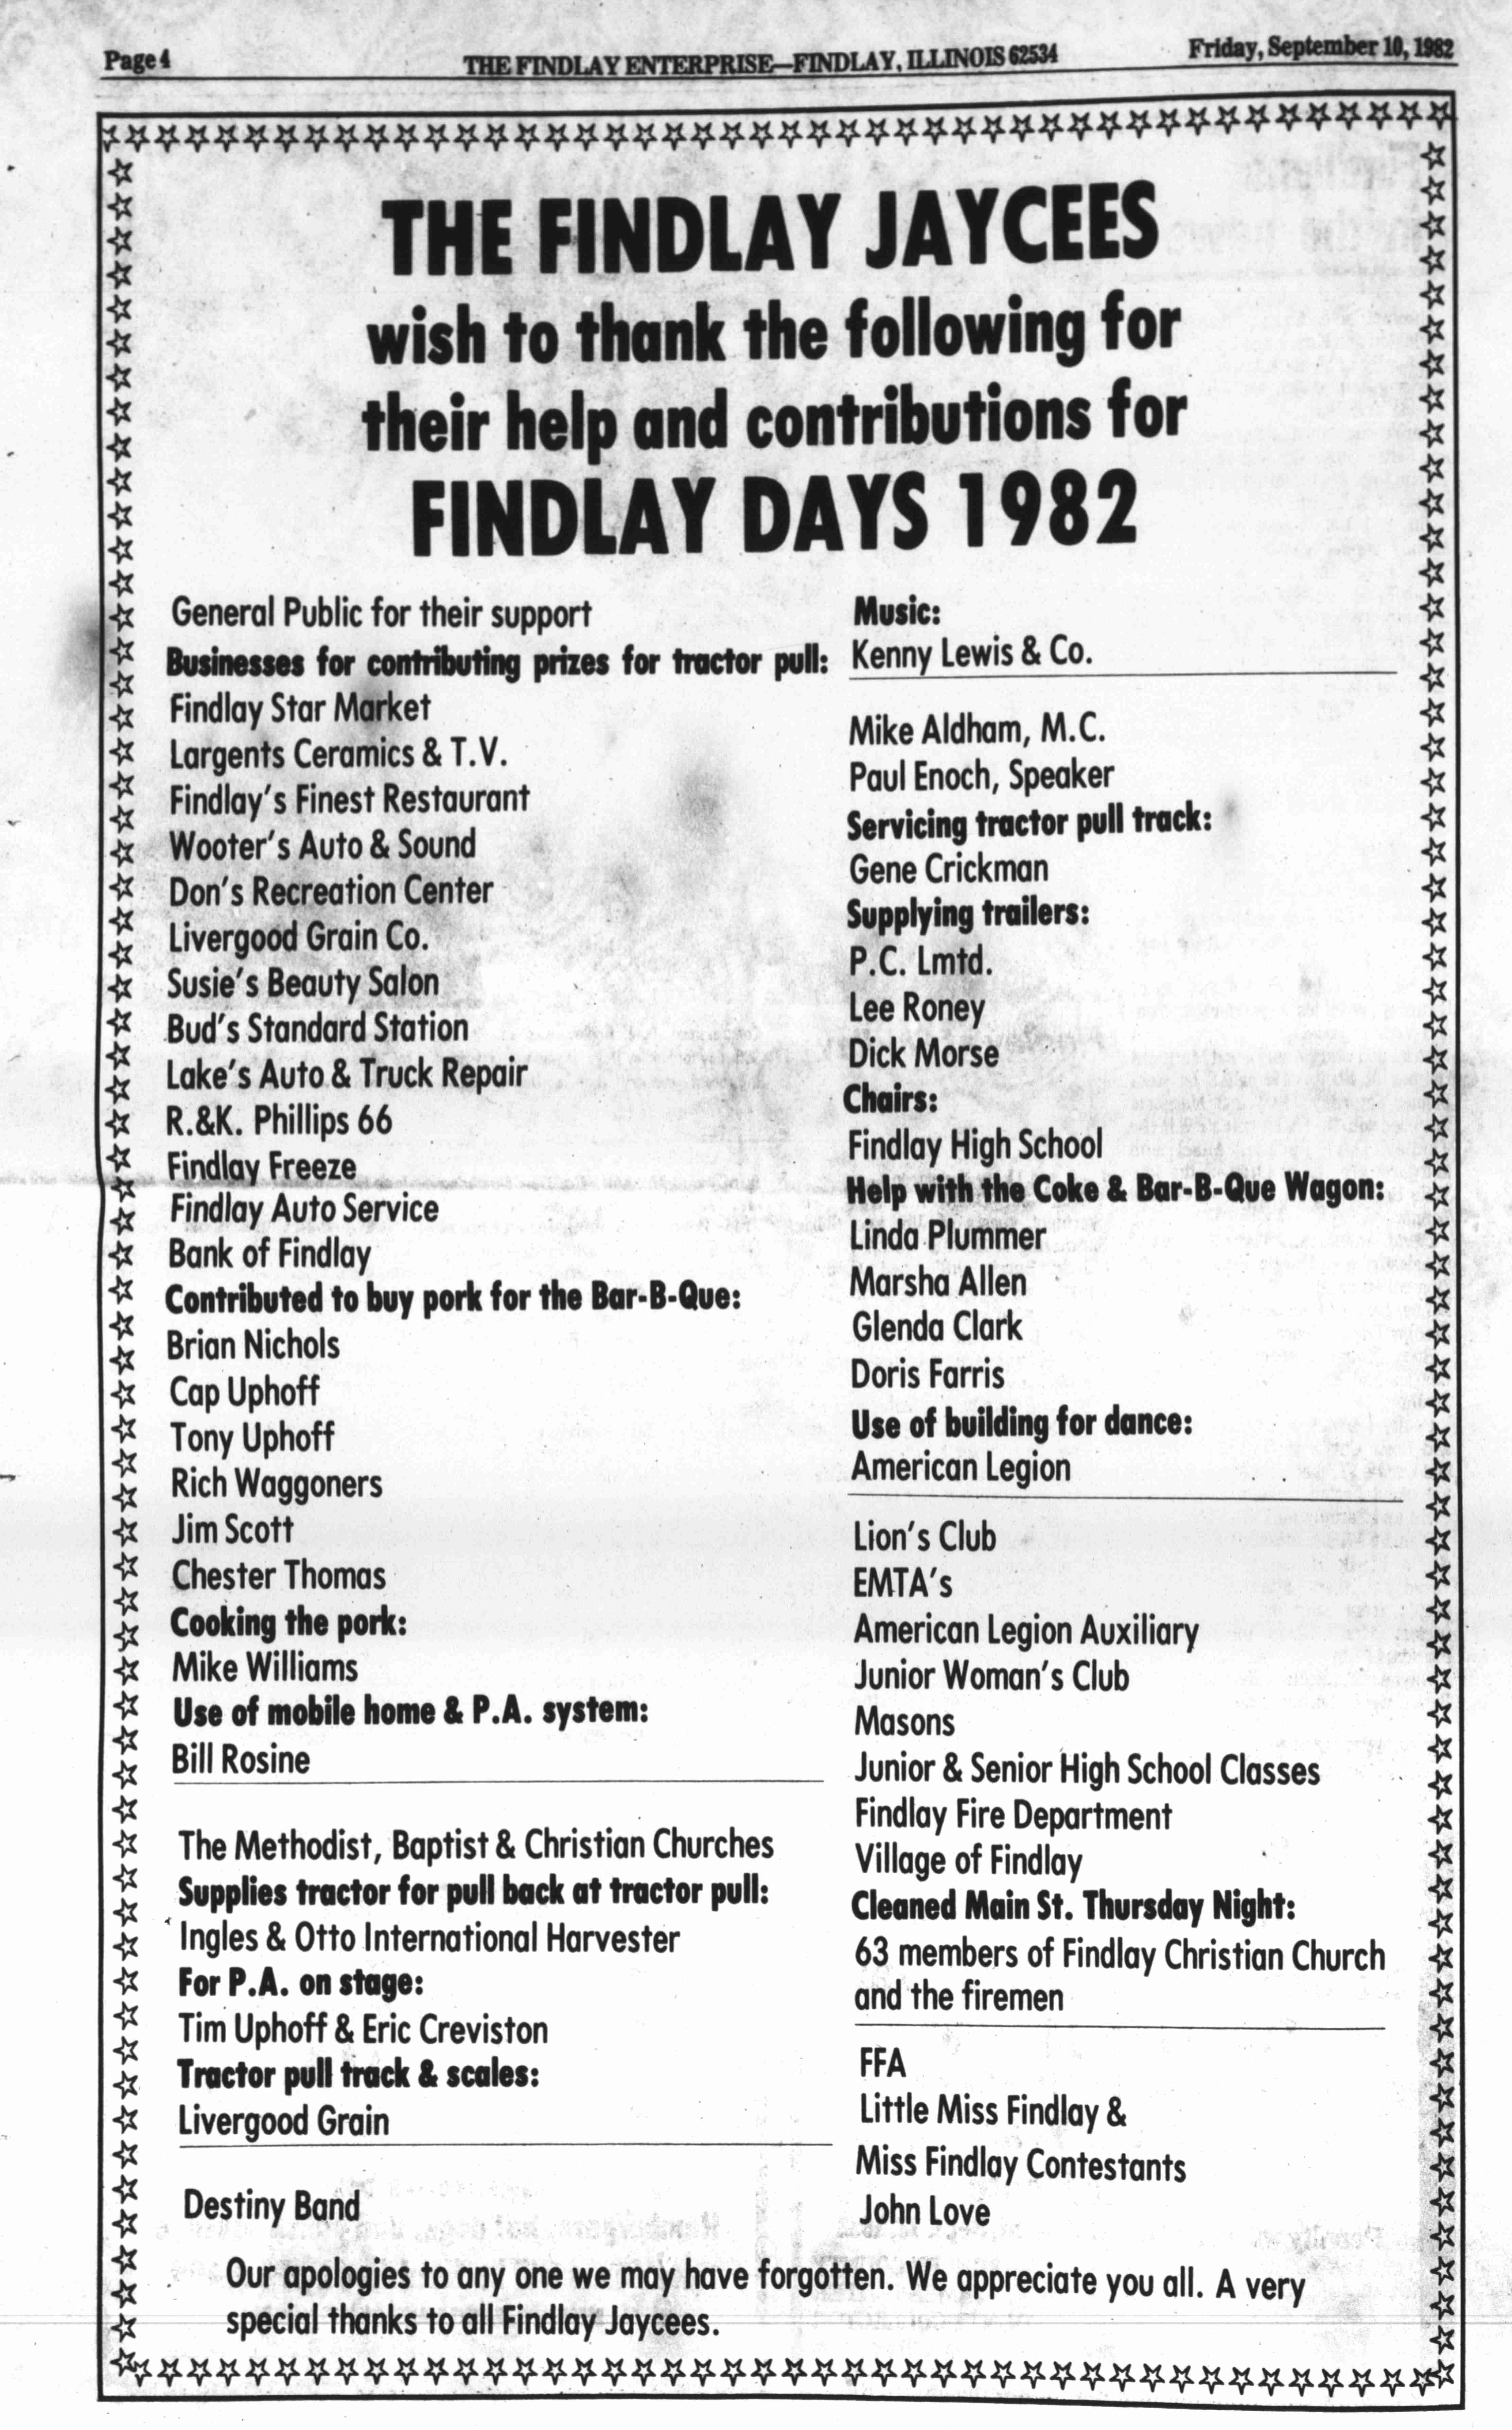 Page 4
THE FINDLAY ENTERPRISE—FINDLAY, ILLINOIS 62534
Friday, September 10, 1982
THE FINDLAY JAYCEES
wish to thank the following for
their help and contributions for
FINDLAY DAYS 1982
General Public for their support
Businesses for contributing prizes for tractor pull:
Findlay Star Market
Largents Ceramics & T.V.
Findlay's Finest Restaurant
Wooter's Auto & Sound
Don's Recreation Center
Livergood Grain Co.
Susie's Beauty Salon
Bud's Standard Station
Lake's Auto & Truck Repair
R.&K. Phillips 66
Findlay Freeze
Findlay Auto Service
Bank of Findlay
Contributed to buy pork for the Bar-B-Que:
Brian Nichols
Cap Uphoff
Tony Uphoff
Rich Waggoners
Jim Scott
Chester Thomas
Cooking the pork:
Mike Williams
Use of mobile home & P.A. system:
Bill Rosine
The Methodist, Baptist & Christian Churches
Supplies tractor for pull back at tractor pull:
Ingles & Otto International Harvester
For P.A. on stage:
Tim Uphoff & Eric Creviston
Tractor pull track & scales:
Livergood Grain
Destiny Band
Music:
Kenny Lewis & Co.
Mike Aldham, M.C.
Paul Enoch, Speaker
Servicing tractor pull track:
Gene Crickman
Supplying trailers:
P.C. Lmtd.
Lee Roney
Dick Morse
Chairs:
Findlay High School
Help with the Coke & Bar-B-Que Wagon:
Linda Plummer
Marsha Allen
Glenda Clark
Doris Farris
Use of building for dance:
American Legion
Lion's Club
EMTA's
American Legion Auxiliary
Junior Woman's Club
Masons
Junior & Senior High School Classes
Findlay Fire Department
Village of Findlay
Cleaned Main St. Thursday Night:
63 members of Findlay Christian Church
and the firemen
FFA
Little Miss Findlay &
Miss Findlay Contestants
John Love
Our apologies to any one we may have forgotten. We appreciate you all. A very
special thanks to all Findlay Jaycees.